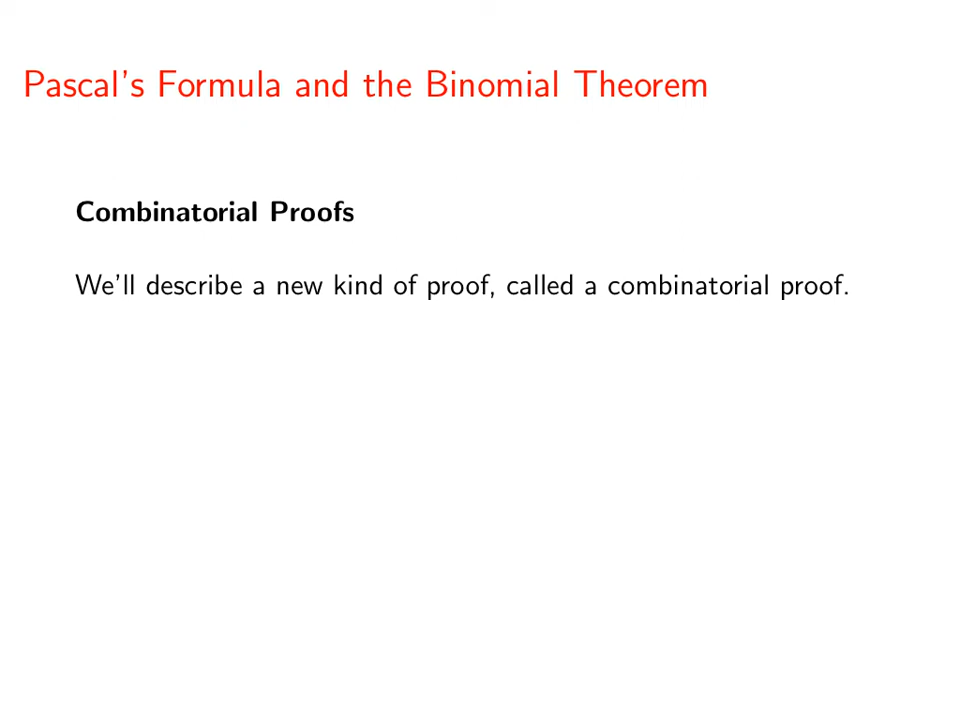 Pascal's Formula and the Binomial Theorem
Combinatorial Proofs
We'll describe a new kind of proof, called a combinatorial proof.